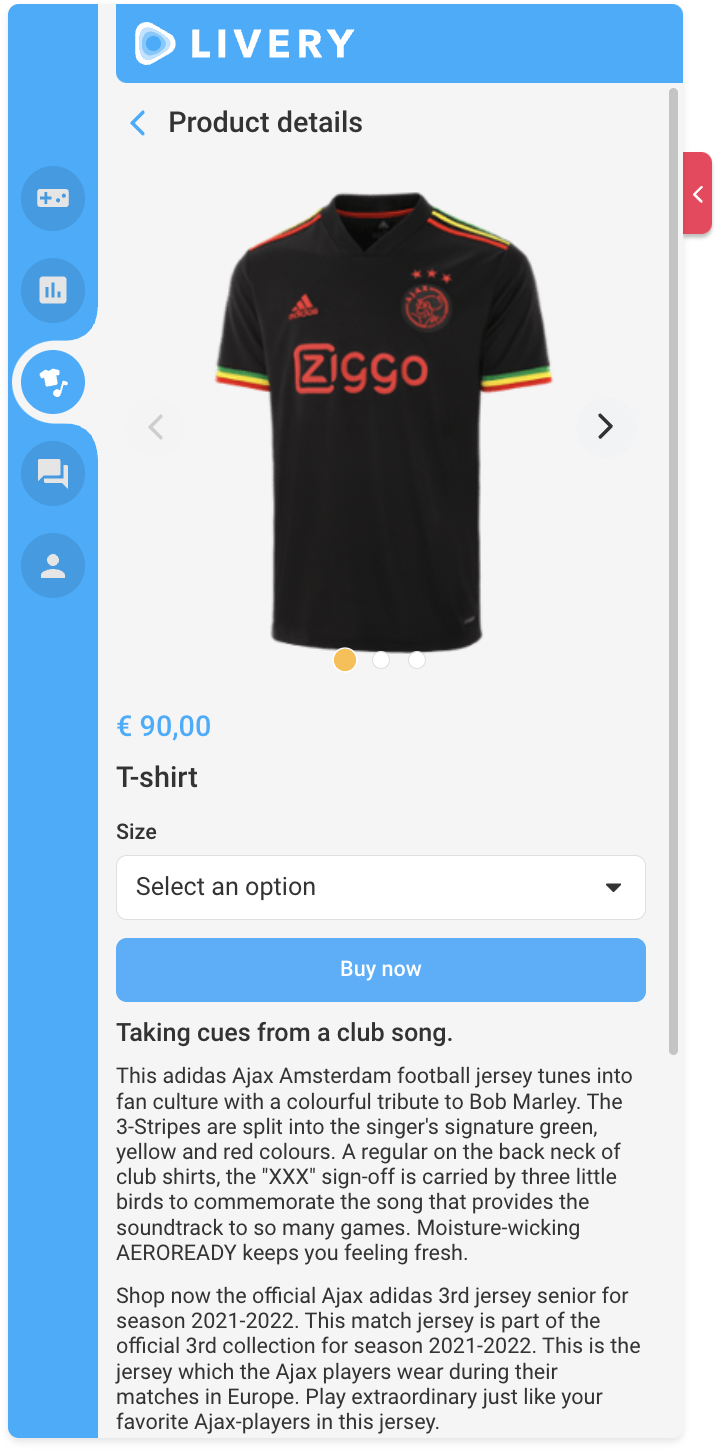 LIVERY
Product details
adidas
AJAX
ZIGGO
€ 90,00
T-shirt
Size
Select an option
Buy now
Taking cues from a club song.
This adidas Ajax Amsterdam football jersey tunes into
fan culture with a colourful tribute to Bob Marley. The
3-Stripes are split into the singer's signature green,
yellow and red colours. A regular on the back neck of
club shirts, the "XXX" sign-off is carried by three little
birds to commemorate the song that provides the
soundtrack to so many games. Moisture-wicking
AEROREADY keeps you feeling fresh.
Shop now the official Ajax adidas 3rd jersey senior for
season 2021-2022. This match jersey is part of the
official 3rd collection for season 2021-2022. This is the
jersey which the Ajax players wear during their
matches in Europe. Play extraordinary just like your
favorite Ajax-players in this jersey.